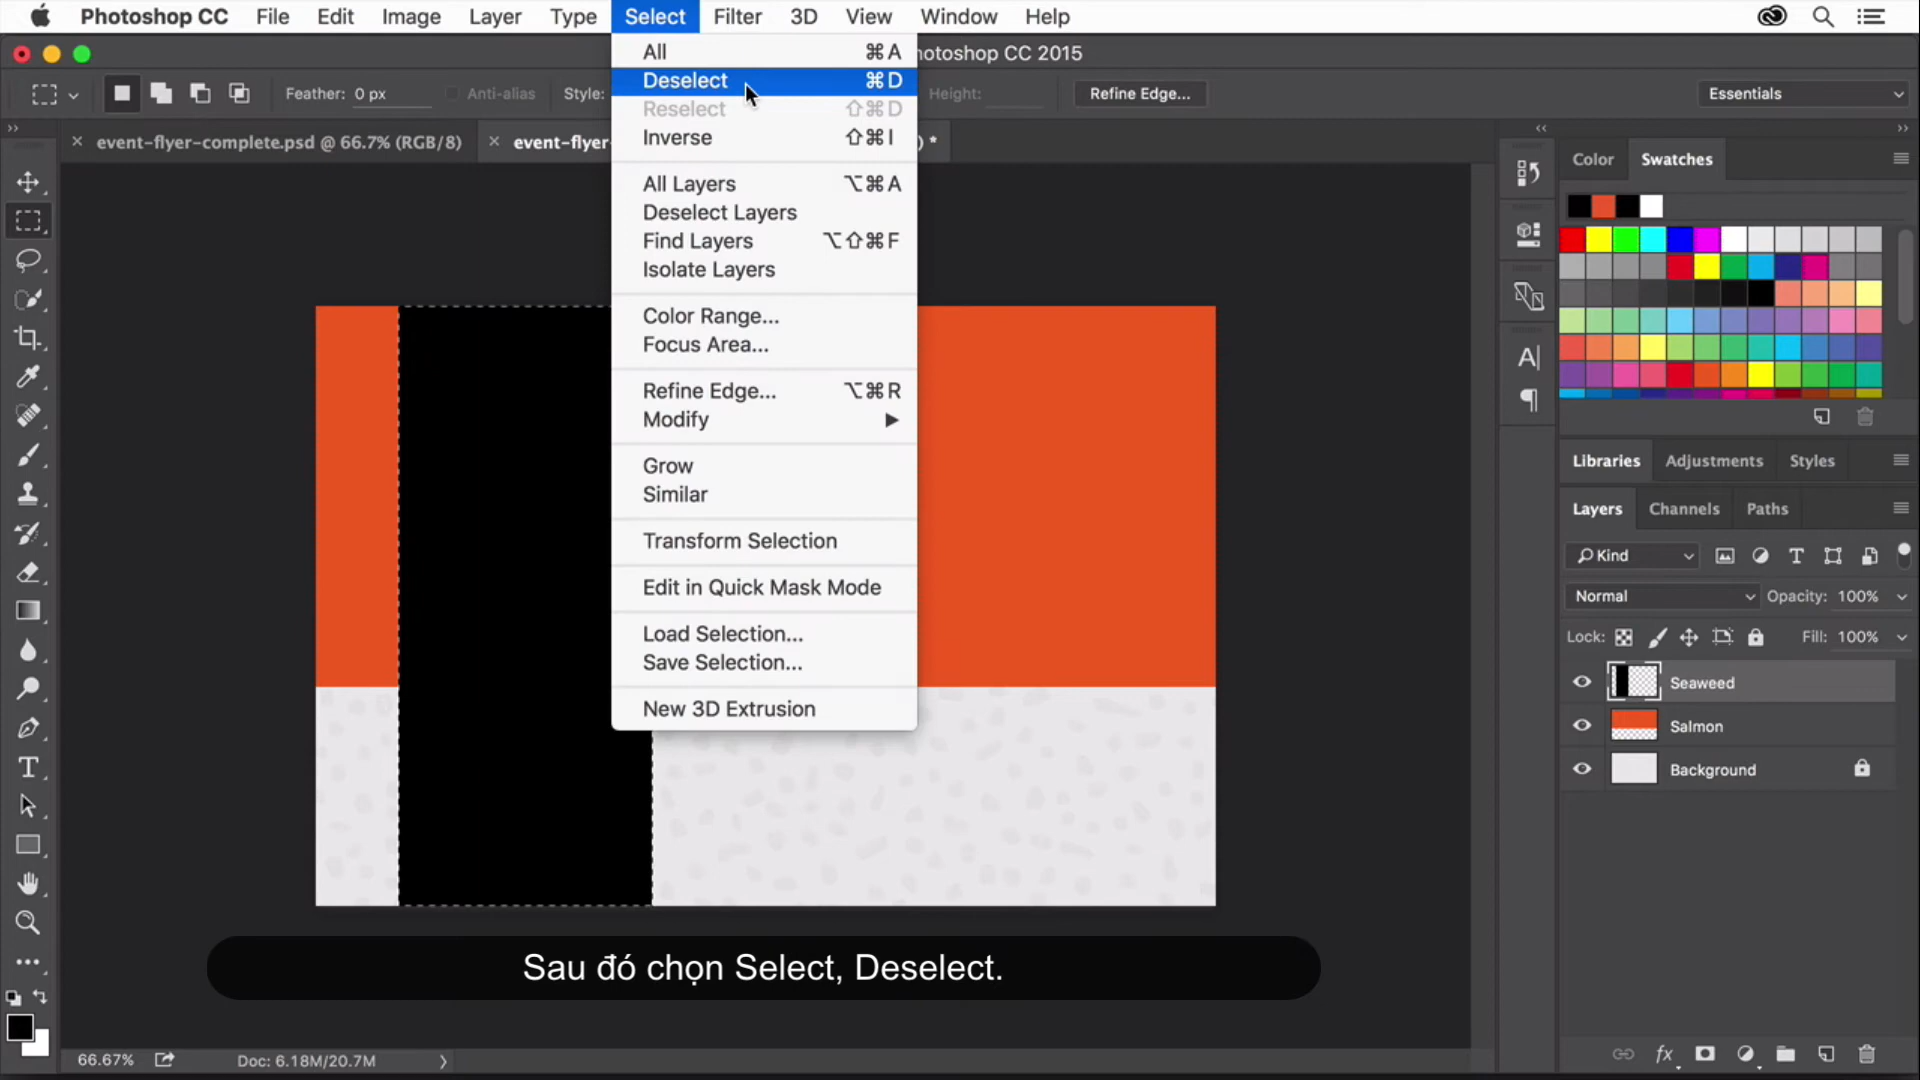 Photoshop CC File Edit Image Layer Type Select Filter 3D View Window Help
hotoshop CC 2015
Feather: 0 px Anti-alias Style: Height: Refine Edge... Essentials
event-flyer-complete.psd @ 66.7% (RGB/8) event-flyer- ) *
All ⌘A
Deselect ⌘D
Reselect ⇧⌘D
Inverse ⇧⌘I
All Layers ⌥⌘A
Deselect Layers
Find Layers ⌥⇧⌘F
Isolate Layers
Color Range...
Focus Area...
Refine Edge... ⌥⌘R
Modify
Grow
Similar
Transform Selection
Edit in Quick Mask Mode
Load Selection...
Save Selection...
New 3D Extrusion
Color Swatches
Libraries Adjustments Styles
Layers Channels Paths
Kind
Normal Opacity: 100%
Lock: Fill: 100%
Seaweed
Salmon
Background
Sau đó chọn Select, Deselect.
66.67% Doc: 6.18M/20.7M
fx